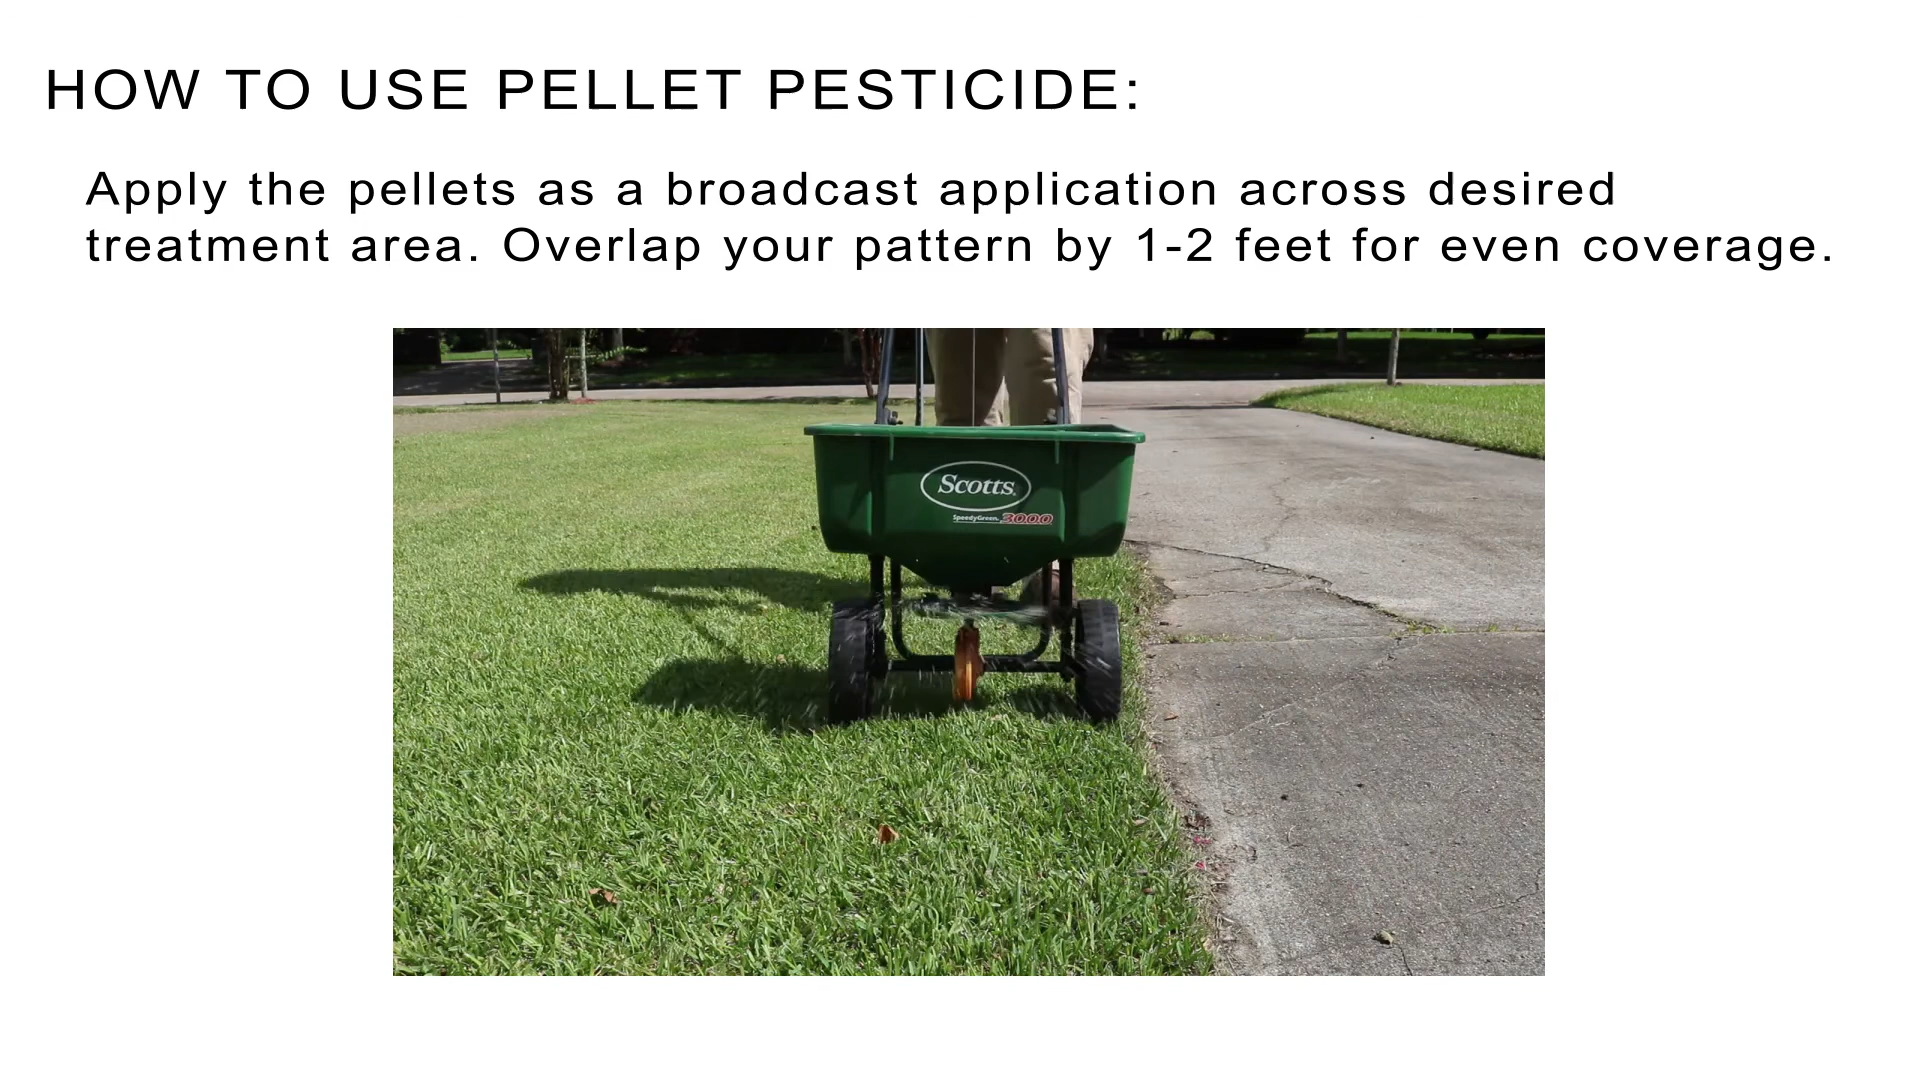 HOW TO USE PELLET PESTICIDE:
Apply the pellets as a broadcast application across desired
treatment area. Overlap your pattern by 1-2 feet for even coverage.
Scotts
SpeedyGreen 3000